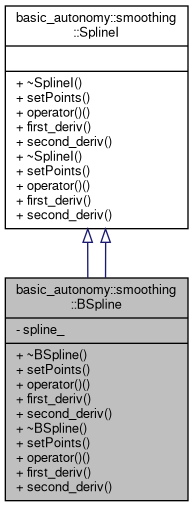 basic_autonomy::smoothing
::SplineI
+ ~SplineI()
+ setPoints()
+ operator()()
+ first_deriv()
+ second_deriv()
+ ~SplineI()
+ setPoints()
+ operator()()
+ first_deriv()
+ second_deriv()
basic_autonomy::smoothing
::BSpline
- spline_
+ ~BSpline()
+ setPoints()
+ operator()()
+ first_deriv()
+ second_deriv()
+ ~BSpline()
+ setPoints()
+ operator()()
+ first_deriv()
+ second_deriv()